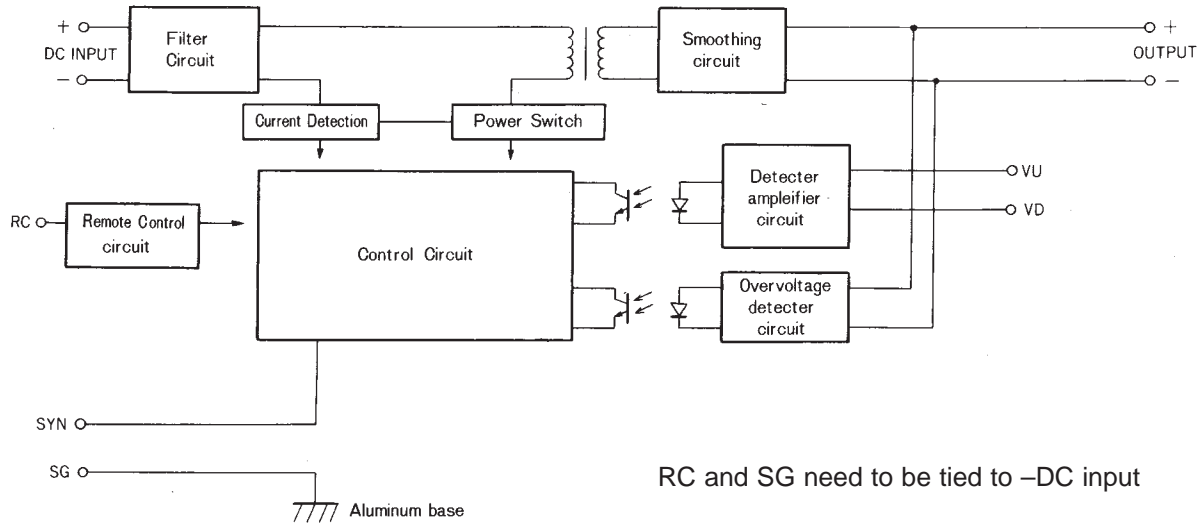 +
DC INPUT
−
Filter
Circuit
Smoothing
circuit
+
OUTPUT
−
Current Detection
Power Switch
RC
Remote Control
circuit
Control Circuit
Detecter
ampleifier
circuit
VU
VD
Overvoltage
detecter
circuit
SYN
SG
Aluminum base
RC and SG need to be tied to –DC input